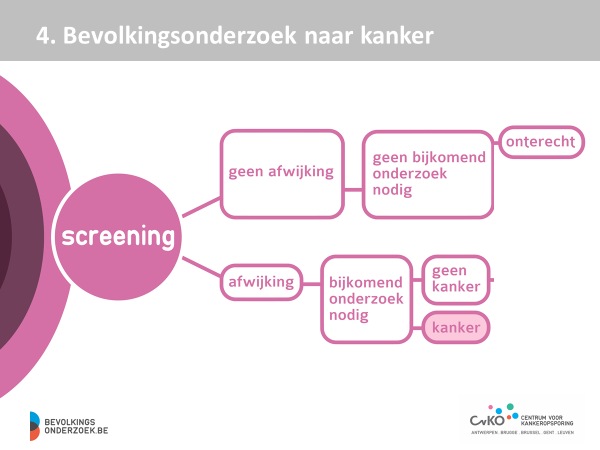 4. Bevolkingsonderzoek naar kanker
onterecht
geen afwijking
geen bijkomend
onderzoek
nodig
screening
afwijking
bijkomend
onderzoek
nodig
geen
kanker
kanker
BEVOLKINGS
ONDERZOEK.BE
CvKO
CENTRUM VOOR
KANKEROPSPORING
ANTWERPEN BRUGGE BRUSSEL GENT LEUVEN